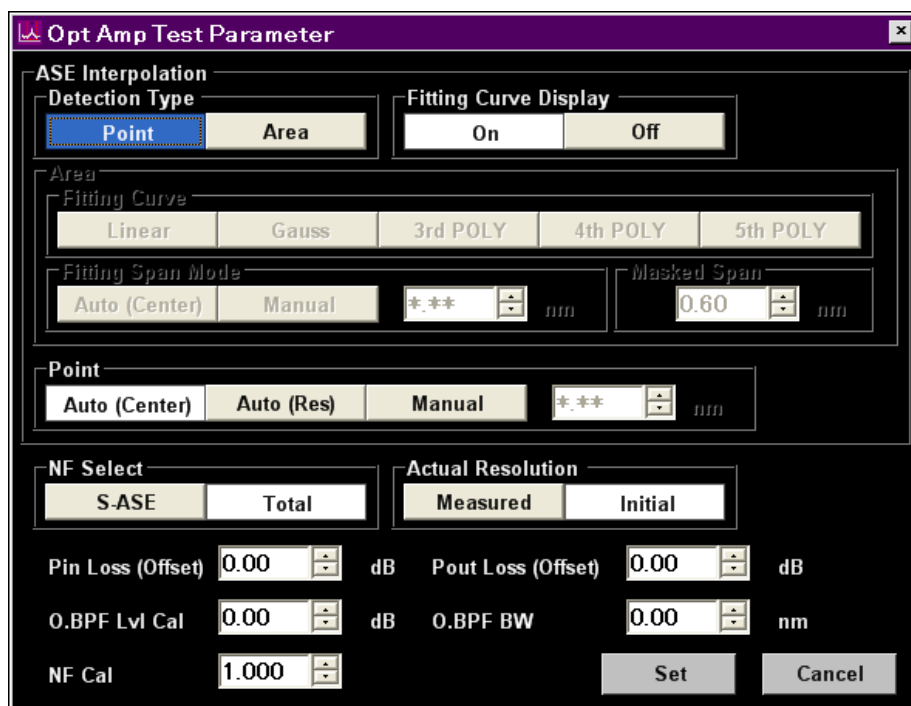 Opt Amp Test Parameter
ASE Interpolation
Detection Type
Point Area
Fitting Curve Display
On Off
Area
Fitting Curve
Linear Gauss 3rd POLY 4th POLY 5th POLY
Fitting Span Mode
Auto (Center) Manual *.** nm
Masked Span
0.60 nm
Point
Auto (Center) Auto (Res) Manual *.** nm
NF Select
S-ASE Total
Actual Resolution
Measured Initial
Pin Loss (Offset) 0.00 dB Pout Loss (Offset) 0.00 dB
O.BPF Lvl Cal 0.00 dB O.BPF BW 0.00 nm
NF Cal 1.000
Set Cancel